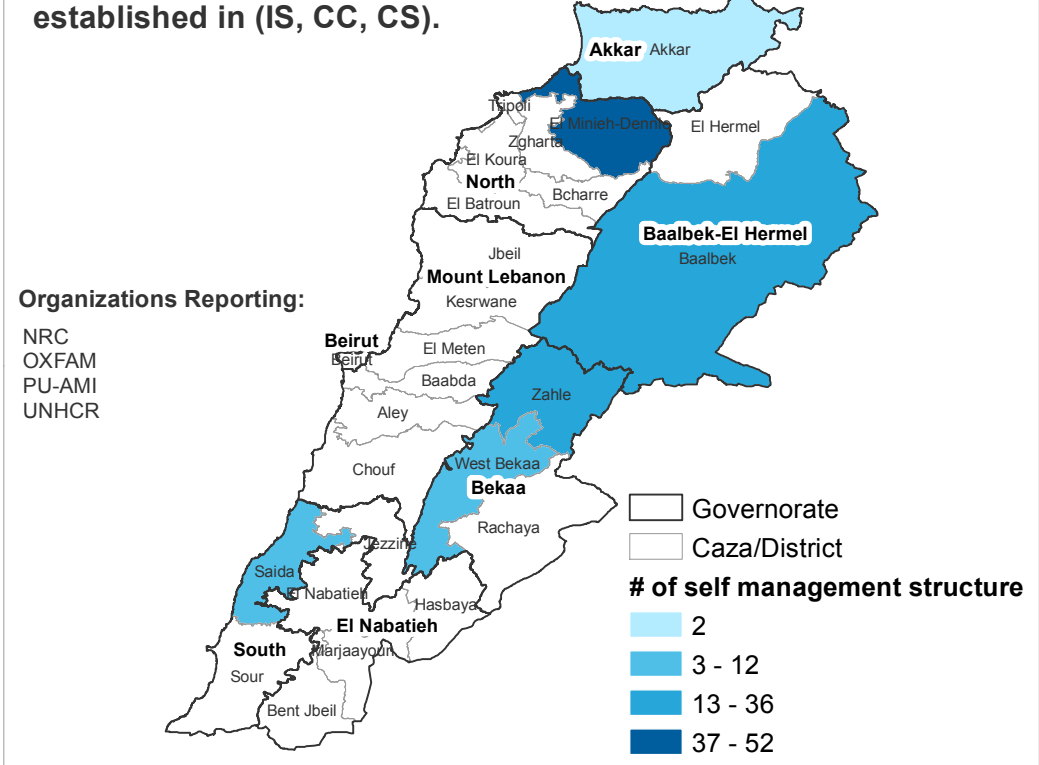 established in (IS, CC, CS).
Akkar Akkar
Tripoli
El Minieh-Dennie
El Hermel
Zgharta
El Koura
North
Bcharre
El Batroun
Baalbek-El Hermel
Baalbek
Jbeil
Mount Lebanon
Kesrwane
Organizations Reporting:
NRC
OXFAM
PU-AMI
UNHCR
Beirut
Beirut
El Meten
Baabda
Zahle
Aley
West Bekaa
Chouf
Bekaa
Rachaya
Jezzine
Saida
El Nabatieh
Hasbaya
El Nabatieh
South
Marjaayoun
Sour
Bent Jbeil
Governorate
Caza/District
# of self management structure
2
3 - 12
13 - 36
37 - 52